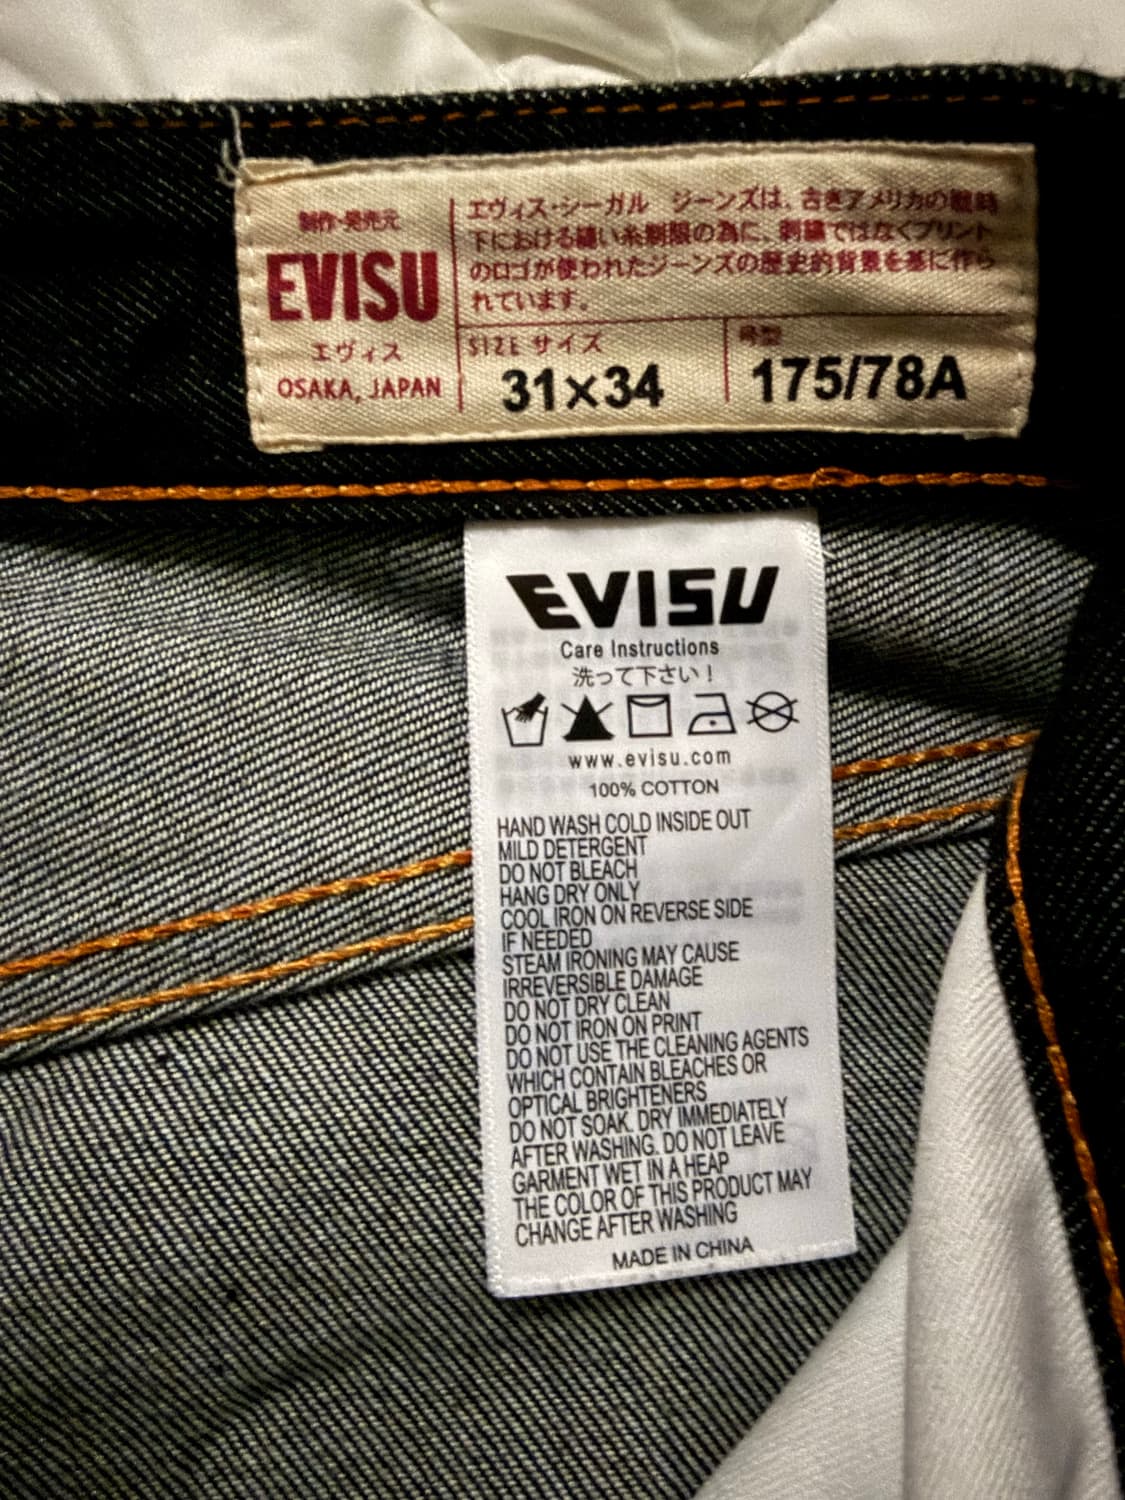 制作・発売元
EVISU
エヴィス
OSAKA, JAPAN
エヴィス・シーガル ジーンズは、古きアメリカの戦時
下における縫い糸制限の為に、刺繍ではなくプリント
のロゴが使われたジーンズの歴史的背景を基に作ら
れています。
SIZE サイズ
31×34
号型
175/78A
EVISU
Care Instructions
洗って下さい！
www.evisu.com
100% COTTON
HAND WASH COLD INSIDE OUT
MILD DETERGENT
DO NOT BLEACH
HANG DRY ONLY
COOL IRON ON REVERSE SIDE
IF NEEDED
STEAM IRONING MAY CAUSE
IRREVERSIBLE DAMAGE
DO NOT DRY CLEAN
DO NOT IRON ON PRINT
DO NOT USE THE CLEANING AGENTS
WHICH CONTAIN BLEACHES OR
OPTICAL BRIGHTENERS
DO NOT SOAK. DRY IMMEDIATELY
AFTER WASHING. DO NOT LEAVE
GARMENT WET IN A HEAP
THE COLOR OF THIS PRODUCT MAY
CHANGE AFTER WASHING
MADE IN CHINA